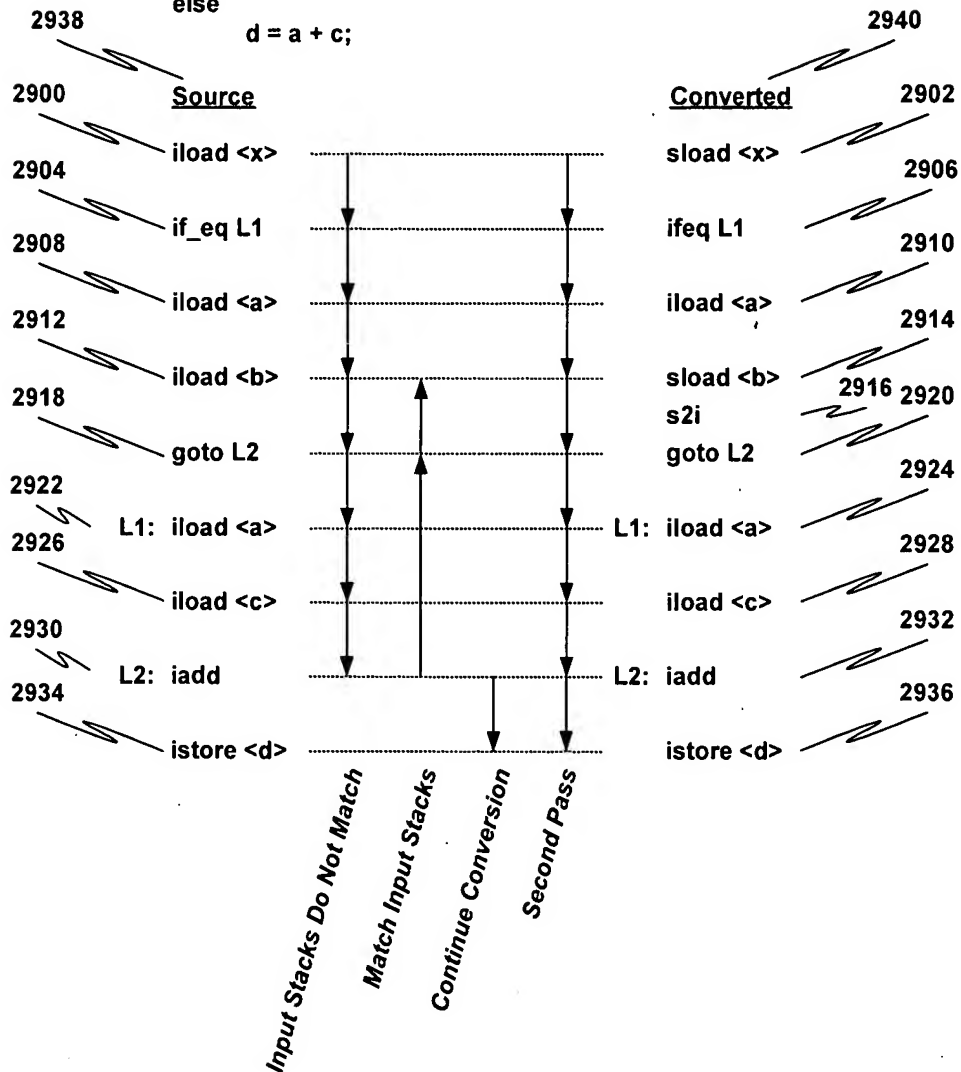 else
d = a + c;
2938
2940
2900
Source
Converted
2902
iload <x>
sload <x>
2904
2906
if_eq L1
ifeq L1
2908
2910
iload <a>
iload <a>
2912
2914
iload <b>
sload <b>
2916
2918
s2i
2920
goto L2
goto L2
2922
2924
L1: iload <a>
L1: iload <a>
2926
2928
iload <c>
iload <c>
2930
2932
L2: iadd
L2: iadd
2934
2936
istore <d>
istore <d>
Input Stacks Do Not Match
Match Input Stacks
Continue Conversion
Second Pass